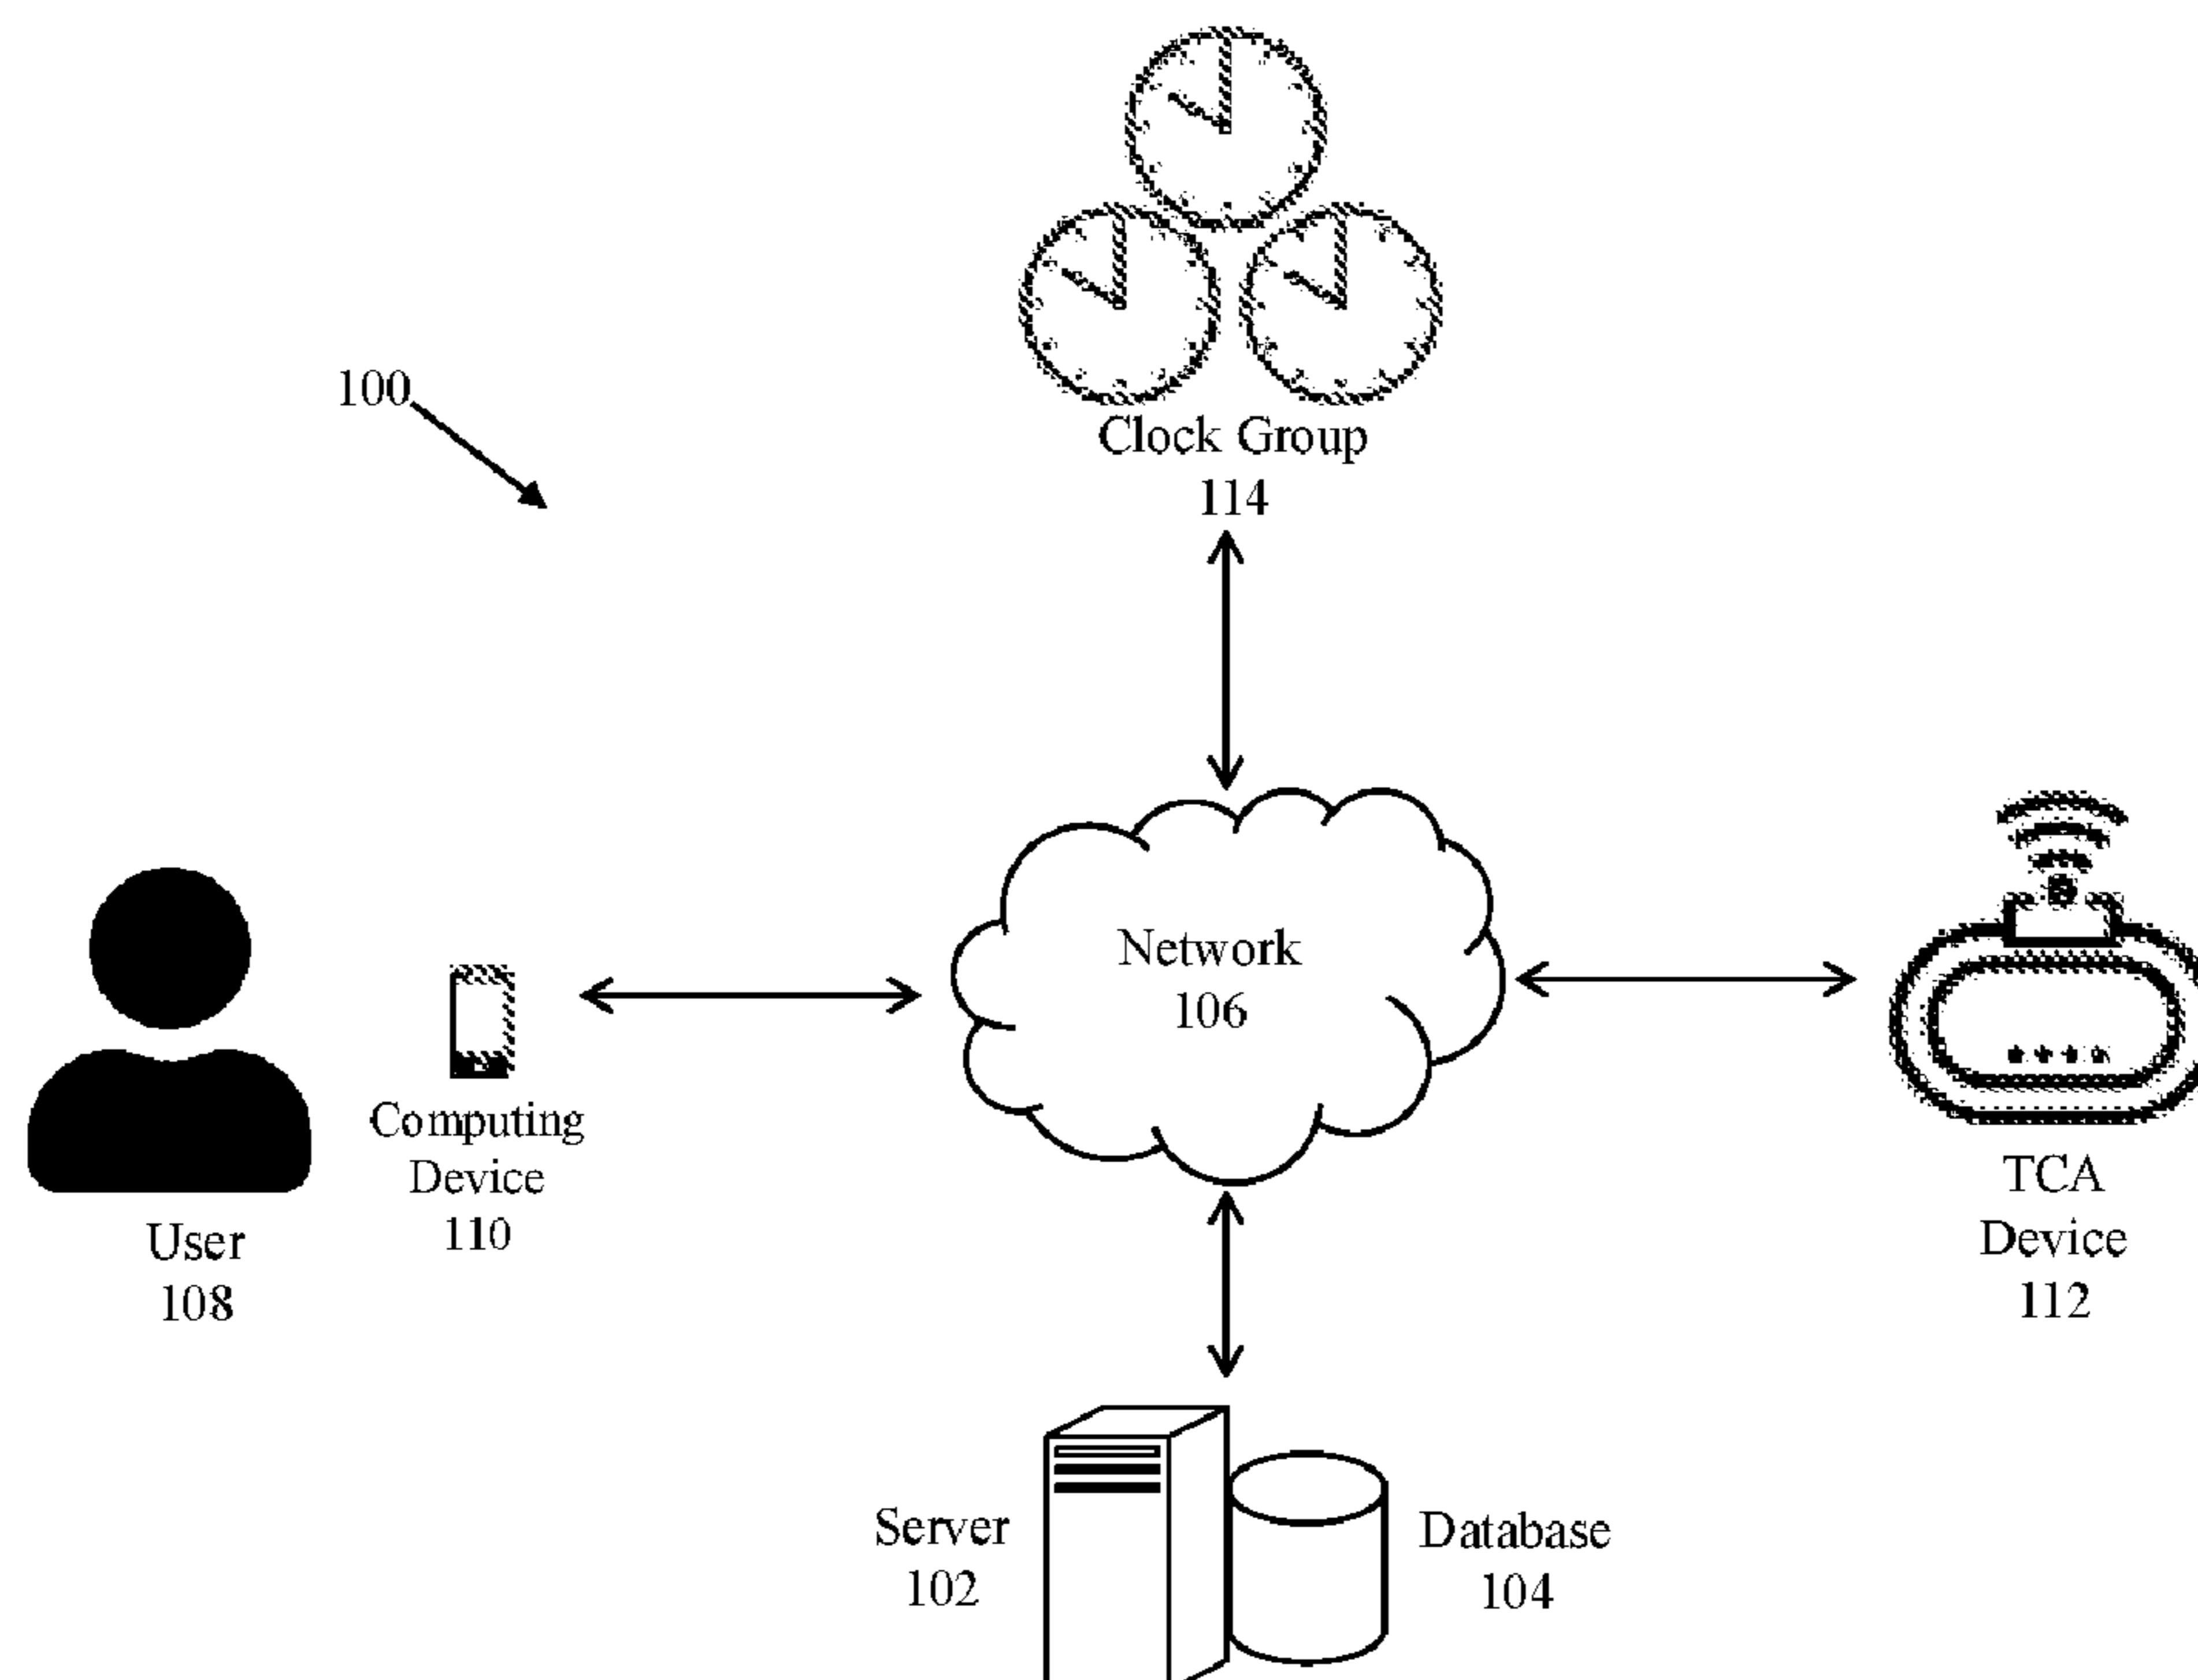 100
Clock Group
114
Network
106
Computing
Device
110
User
108
TCA
Device
112
Server
102
Database
104